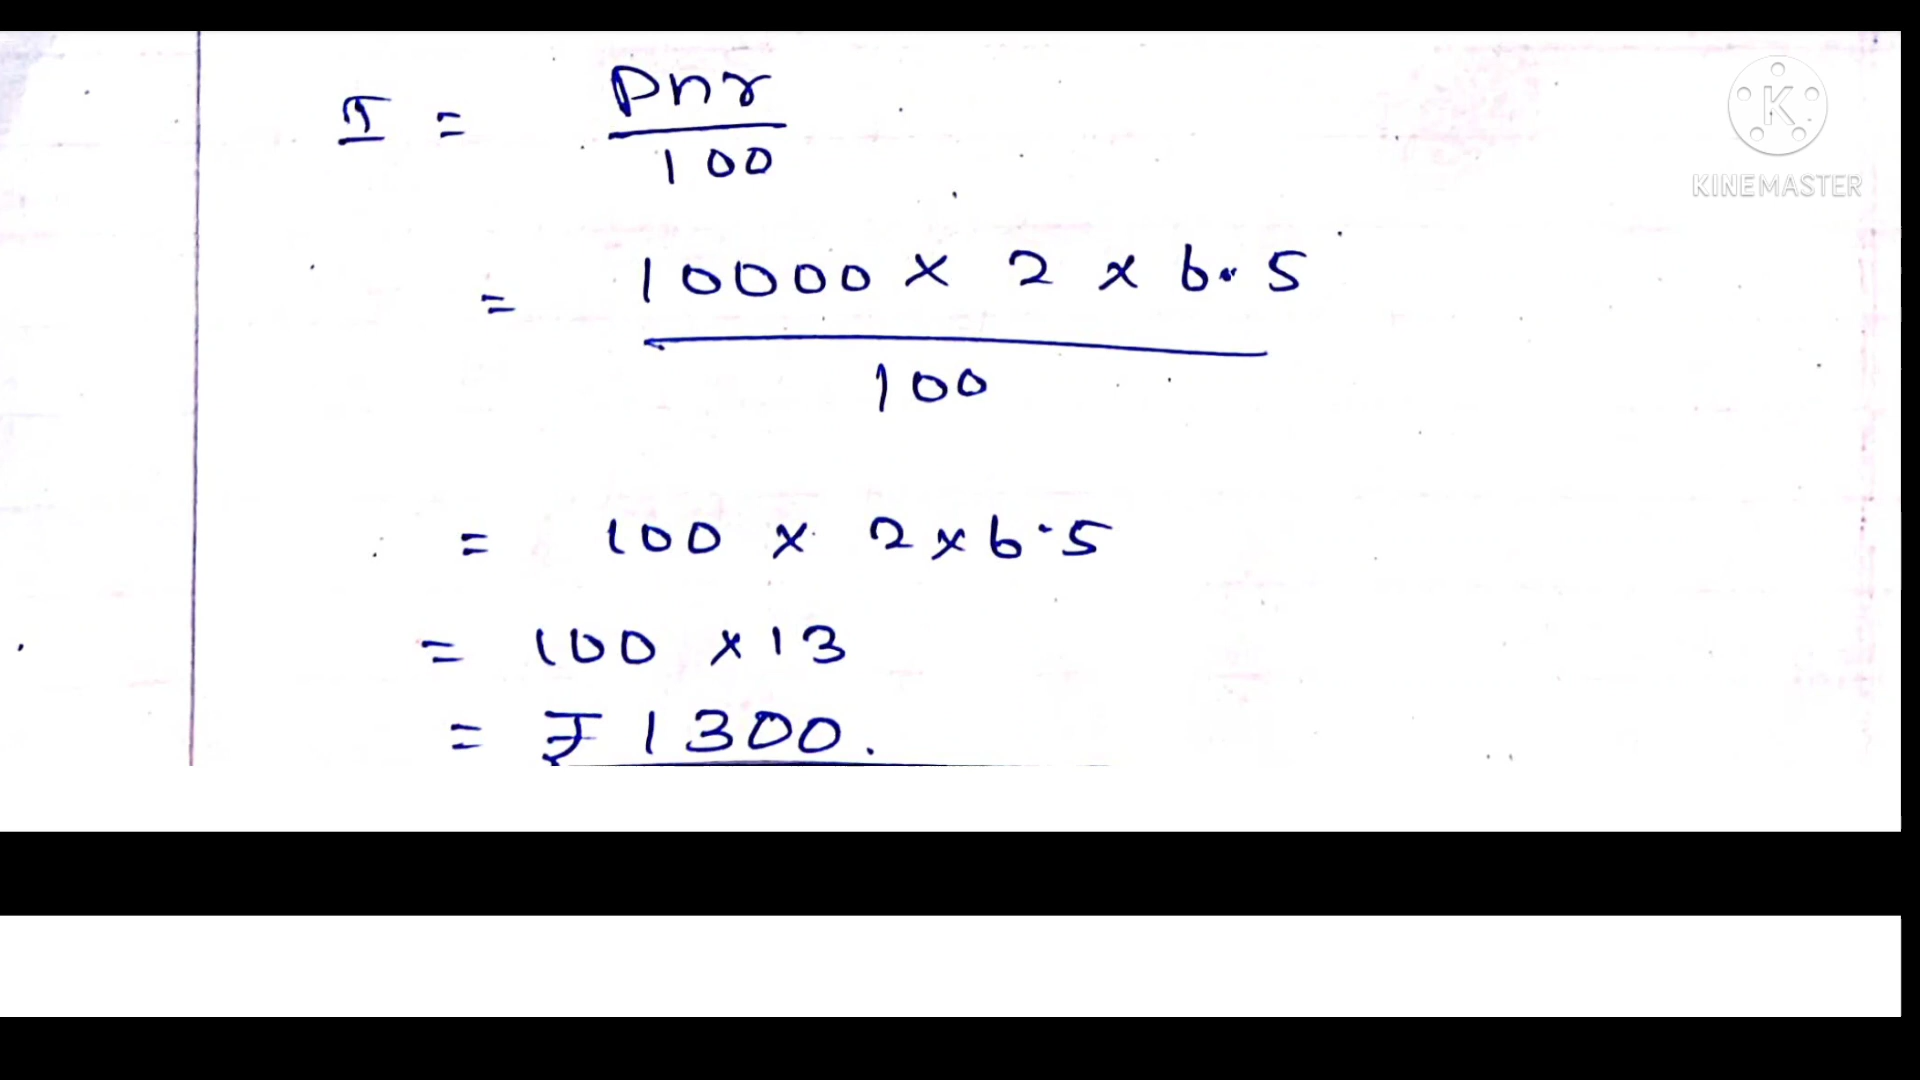 I = Pnr
100
KINEMASTER
= 10000 × 2 × 6.5
100
= 100 × 2 × 6.5
= 100 × 13
= ₹ 1300.